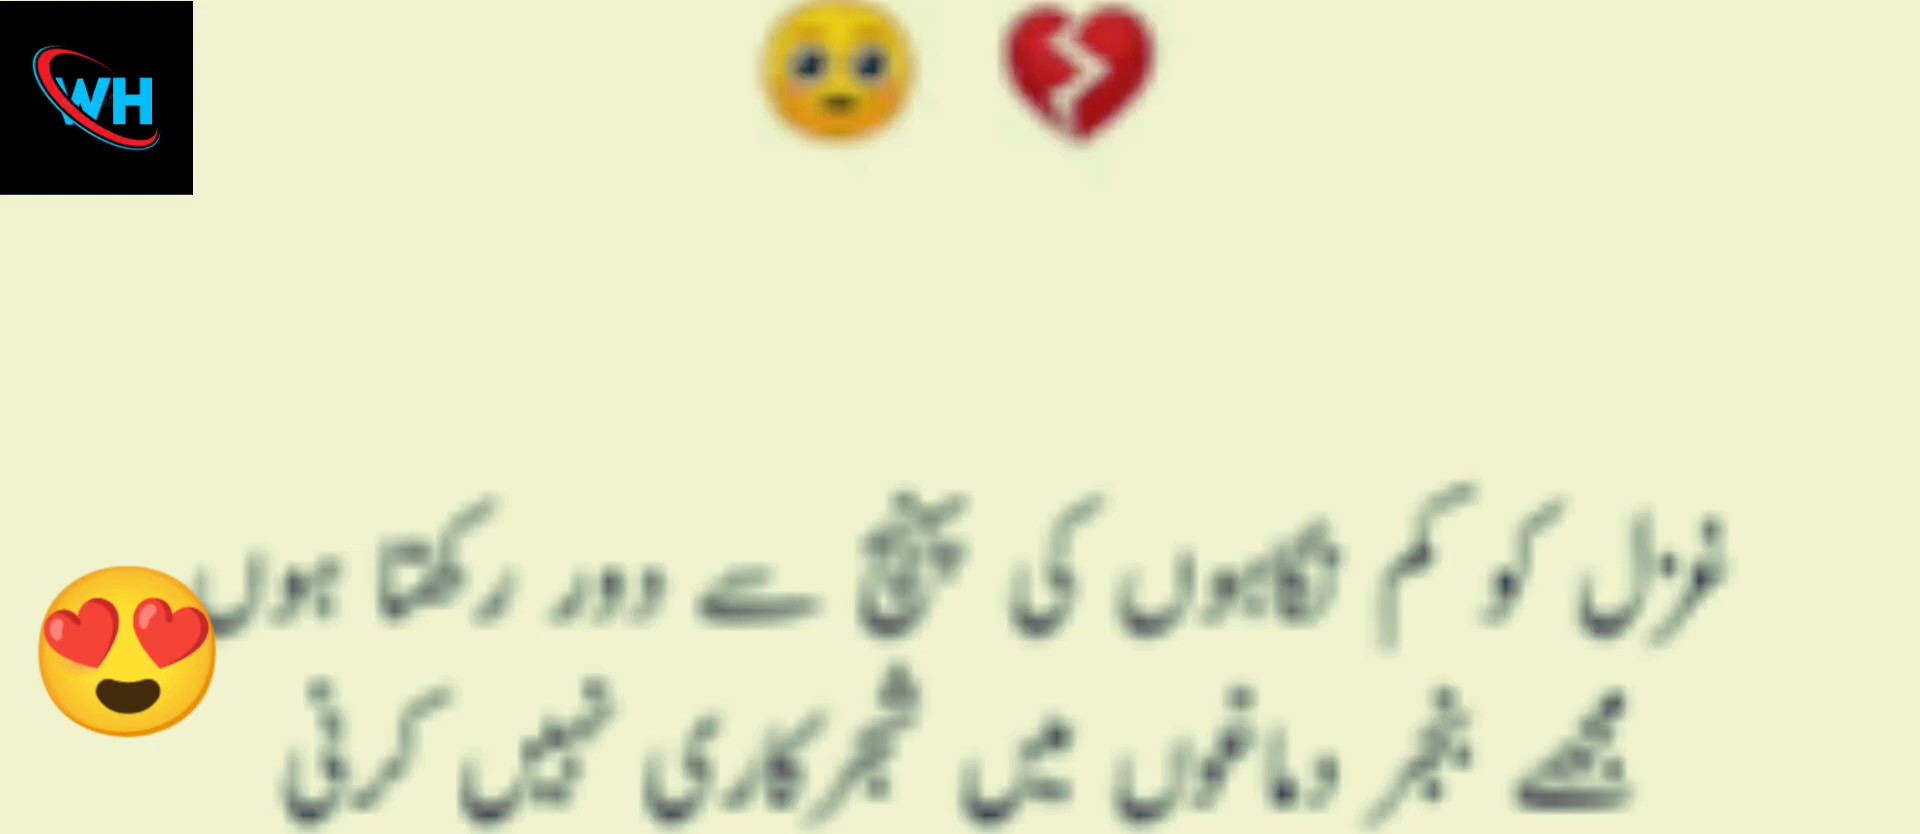 WH
غزل کو کم نگاہوں کی پہنچ سے دور رکھتا ہوں
مجھے بنجر دماغوں میں شجرکاری نہیں کرنی